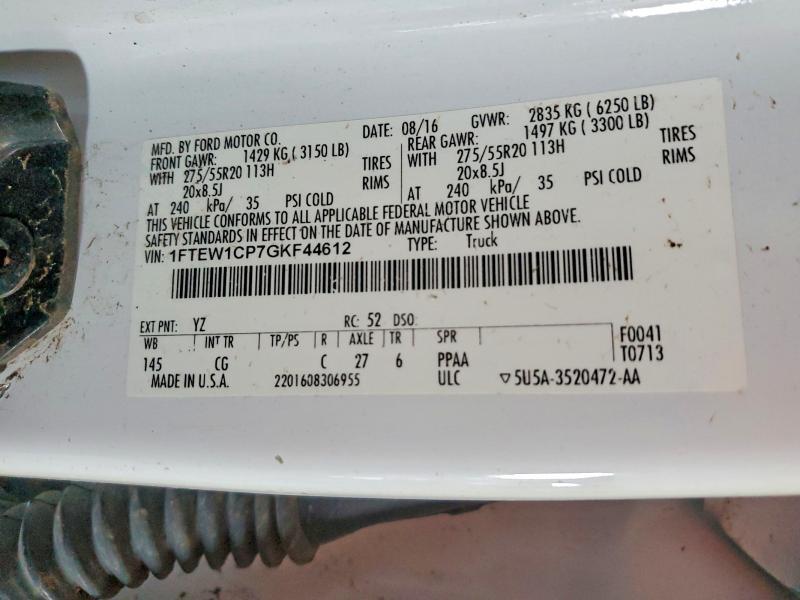 MFD. BY FORD MOTOR CO. DATE: 08/16 GVWR: 2835 KG ( 6250 LB)
FRONT GAWR: 1429 KG ( 3150 LB) REAR GAWR: 1497 KG ( 3300 LB)
WITH 275/55R20 113H TIRES WITH 275/55R20 113H TIRES
20x8.5J RIMS 20x8.5J RIMS
AT 240 kPa/ 35 PSI COLD AT 240 kPa/ 35 PSI COLD
THIS VEHICLE CONFORMS TO ALL APPLICABLE FEDERAL MOTOR VEHICLE
SAFETY STANDARDS IN EFFECT ON THE DATE OF MANUFACTURE SHOWN ABOVE.
VIN: 1FTEW1CP7GKF44612 TYPE: Truck
EXT PNT: YZ RC: 52 DSO:
WB INT TR TP/PS R AXLE TR SPR F0041
145 CG C 27 6 PPAA T0713
MADE IN U.S.A. 2201608306955 ULC ▽5U5A-3520472-AA